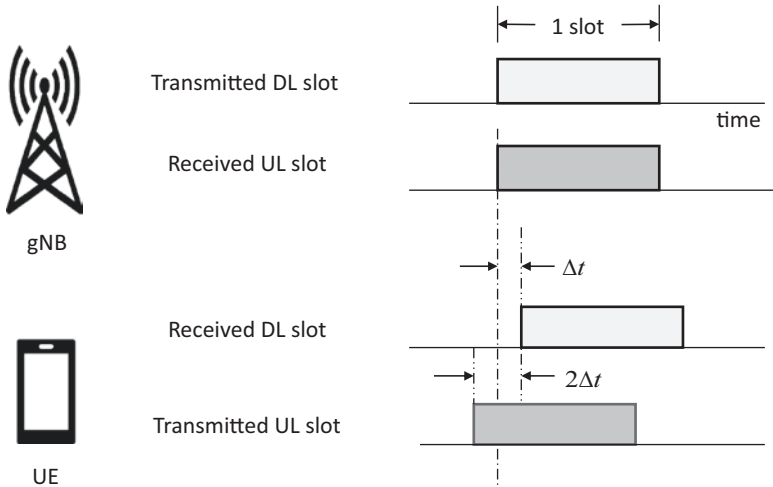 1 slot
Transmitted DL slot
time
Received UL slot
gNB
Δt
Received DL slot
2Δt
Transmitted UL slot
UE